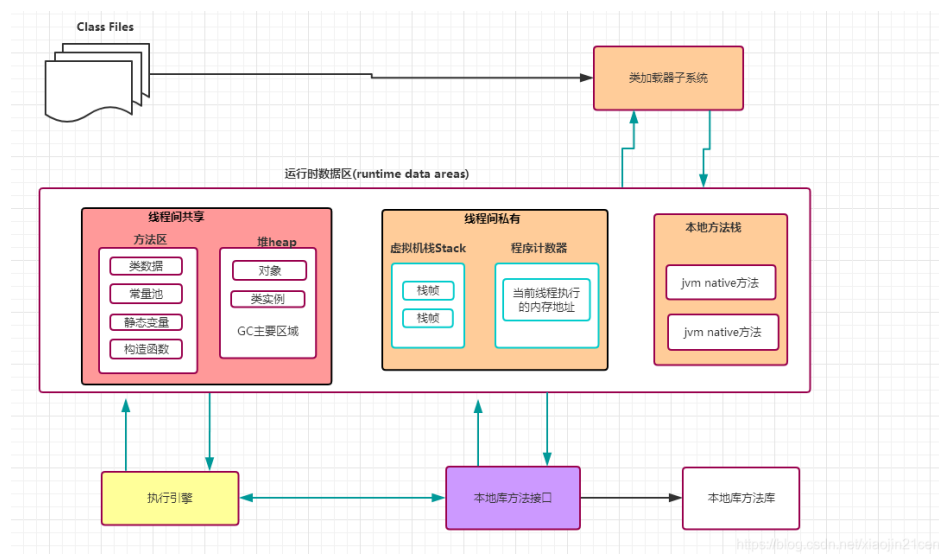 Class Files
类加载器子系统
运行时数据区(runtime data areas)
线程间共享
方法区
类数据
常量池
静态变量
构造函数
堆heap
对象
类实例
GC主要区域
线程间私有
虚拟机栈Stack
栈帧
栈帧
程序计数器
当前线程执行
的内存地址
本地方法栈
jvm native方法
jvm native方法
执行引擎
本地库方法接口
本地库方法库
https://blog.csdn.net/xiaojin21cen